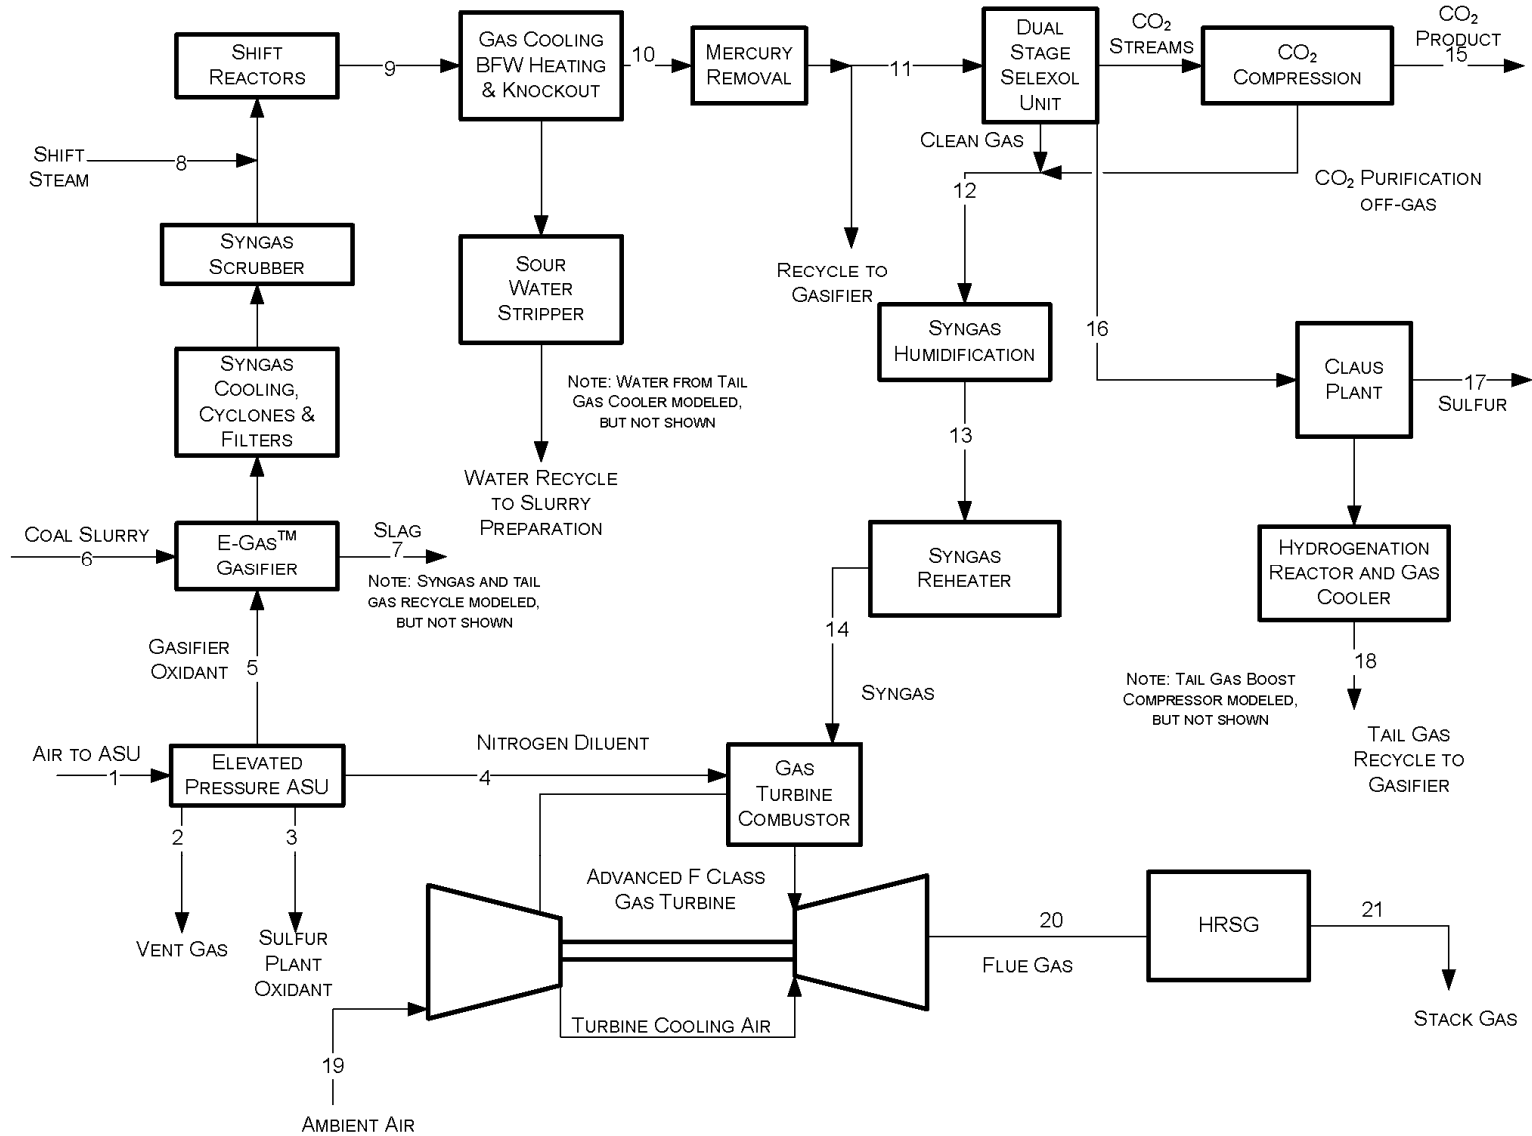 Shift
Reactors
9
Gas Cooling
BFW Heating
& Knockout
10
Mercury
Removal
11
Dual
Stage
Selexol
Unit
CO₂
Streams
CO₂
Compression
CO₂
Product
15
Clean Gas
Shift
Steam
8
12
16
CO₂ Purification
off-gas
Syngas
Scrubber
Sour
Water
Stripper
Recycle to
Gasifier
Syngas
Humidification
Syngas
Cooling,
Cyclones &
Filters
Note: Water from Tail
Gas Cooler modeled,
but not shown
13
Claus
Plant
17
Sulfur
Water Recycle
to Slurry
Preparation
Coal Slurry
6
E-Gas™
Gasifier
Slag
7
Note: Syngas and tail
gas recycle modeled,
but not shown
Syngas
Reheater
Hydrogenation
Reactor and Gas
Cooler
Gasifier
Oxidant
5
14
Syngas
18
Note: Tail Gas Boost
Compressor modeled,
but not shown
Tail Gas
Recycle to
Gasifier
Air to ASU
1
Elevated
Pressure ASU
Nitrogen Diluent
4
Gas
Turbine
Combustor
2
3
Vent Gas
Sulfur
Plant
Oxidant
Advanced F Class
Gas Turbine
20
Flue Gas
HRSG
21
Stack Gas
Turbine Cooling Air
19
Ambient Air